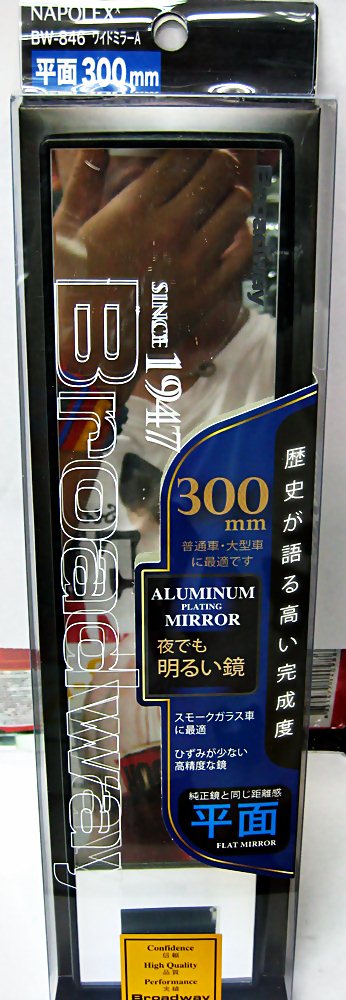 NAPOLEX
BW-846 ワイドミラーA
平面 300mm
Broadway
SINCE 1947
Broadway
歴史が語る高い完成度
300
mm
普通車・大型車
に最適です
ALUMINUM
PLATING
MIRROR
夜でも
明るい鏡
スモークガラス車
に最適
ひずみが少ない
高精度な鏡
純正鏡と同じ距離感
平面
FLAT MIRROR
Confidence
信頼
High Quality
品質
Performance
実績
Broadway